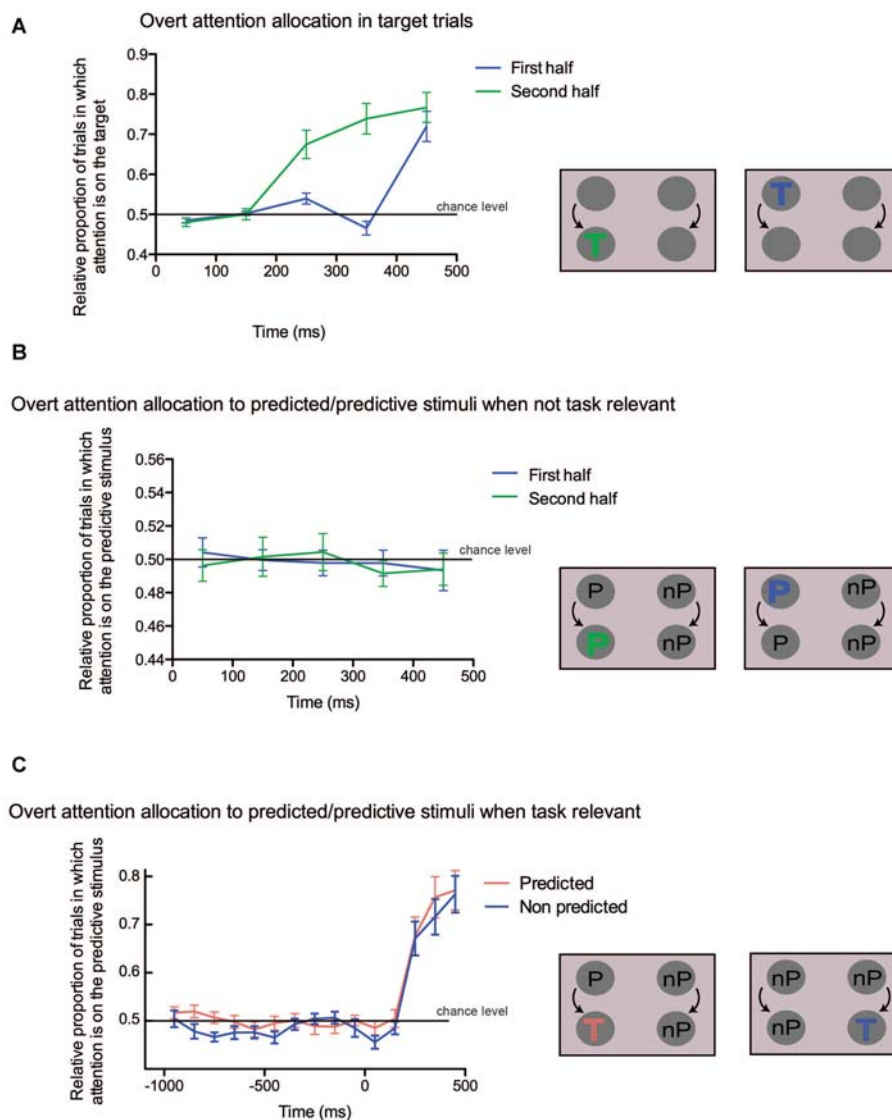 A
Overt attention allocation in target trials
Relative proportion of trials in which
attention is on the target
0.9
0.8
0.7
0.6
0.5
0.4
0
100
200
300
400
500
Time (ms)
First half
Second half
chance level
T
T
B
Overt attention allocation to predicted/predictive stimuli when not task relevant
Relative proportion of trials in which
attention is on the predictive stimulus
0.56
0.54
0.52
0.50
0.48
0.46
0.44
0
100
200
300
400
500
Time (ms)
First half
Second half
chance level
P nP P nP
P nP P nP
C
Overt attention allocation to predicted/predictive stimuli when task relevant
Relative proportion of trials in which
attention is on the predictive stimulus
0.8
0.7
0.6
0.5
-1000
-500
0
500
Time (ms)
Predicted
Non predicted
chance level
P nP nP nP
T nP nP T